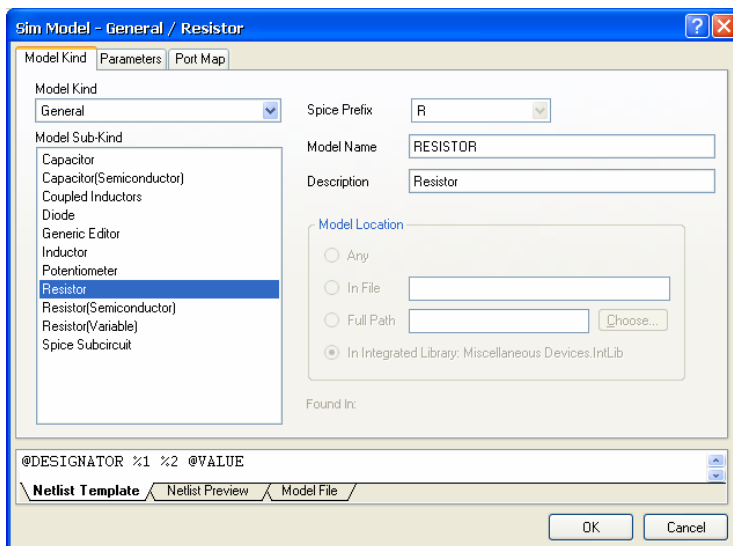 Sim Model - General / Resistor
Model Kind Parameters Port Map
Model Kind
General
Model Sub-Kind
Capacitor
Capacitor(Semiconductor)
Coupled Inductors
Diode
Generic Editor
Inductor
Potentiometer
Resistor
Resistor(Semiconductor)
Resistor(Variable)
Spice Subcircuit
Spice Prefix R
Model Name RESISTOR
Description Resistor
Model Location
Any
In File
Full Path Choose...
In Integrated Library: Miscellaneous Devices.IntLib
Found In:
@DESIGNATOR %1 %2 @VALUE
Netlist Template Netlist Preview Model File
OK Cancel